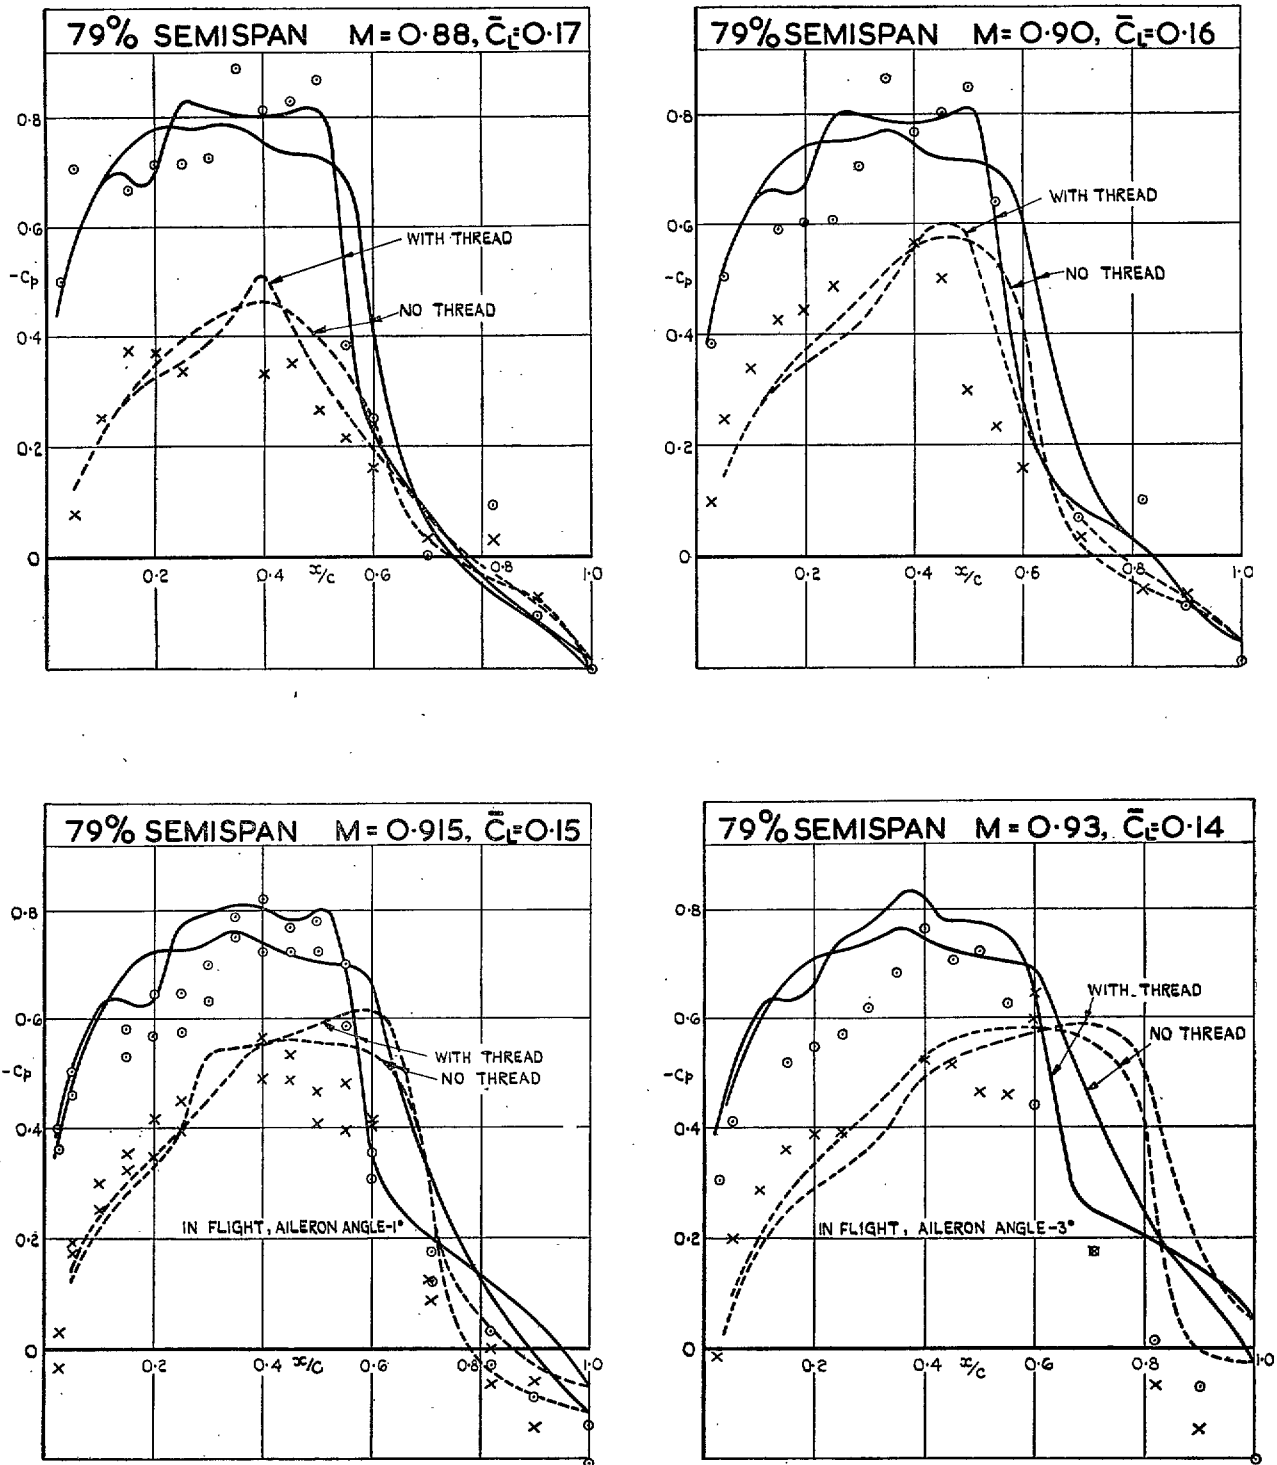 79% SEMISPAN M=0·88, C̄L=0·17
0·8
0·6
WITH THREAD
-Cp
NO THREAD
0·4
0·2
0
0·2
0·4
x/c
0·6
0·8
1·0
79% SEMISPAN M=0·90, C̄L=0·16
0·8
0·6
WITH THREAD
-Cp
NO THREAD
0·4
0·2
0
0·2
0·4
x/c
0·6
0·8
1·0
79% SEMISPAN M=0·915, C̄L=0·15
0·8
0·6
WITH THREAD
-Cp
NO THREAD
0·4
IN FLIGHT, AILERON ANGLE-1°
0·2
0
0·2
0·4
x/c
0·6
0·8
1·0
79% SEMISPAN M=0·93, C̄L=0·14
0·8
WITH THREAD
0·6
NO THREAD
-Cp
0·4
IN FLIGHT, AILERON ANGLE-3°
0·2
0
0·2
0·4
x/c
0·6
0·8
1·0